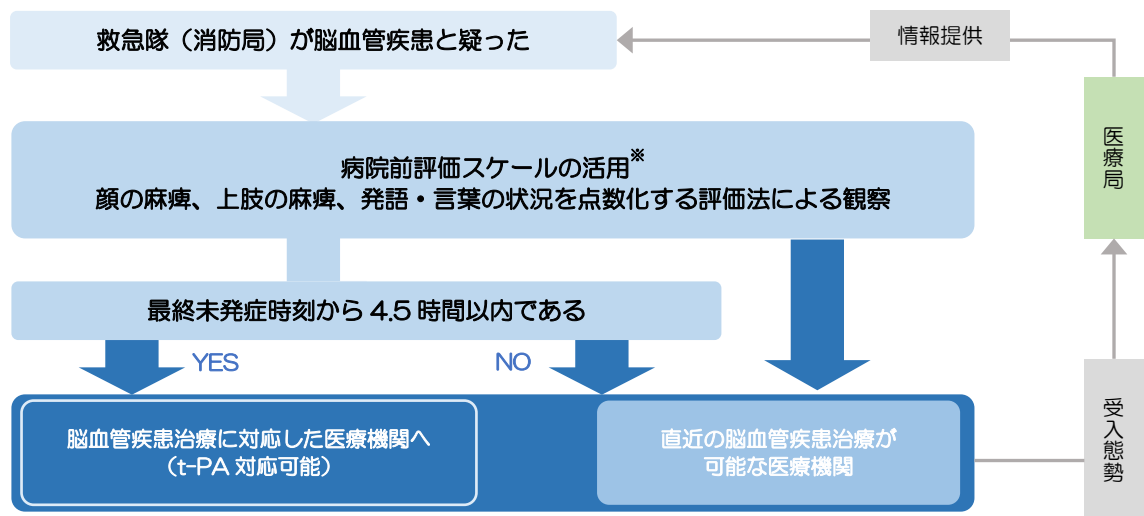 救急隊（消防局）が脳血管疾患と疑った
情報提供
医療局
病院前評価スケールの活用※
顔の麻痺、上肢の麻痺、発語・言葉の状況を点数化する評価法による観察
最終未発症時刻から 4.5 時間以内である
YES
NO
脳血管疾患治療に対応した医療機関へ
（t-PA 対応可能）
直近の脳血管疾患治療が
可能な医療機関
受入態勢